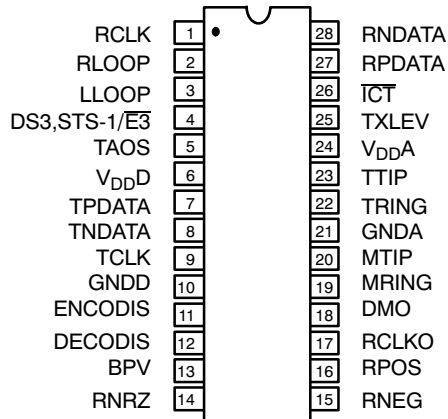 RCLK 1 28 RNDATA
RLOOP 2 27 RPDATA
LLOOP 3 26 I̅C̅T̅
DS3,STS-1/E̅3̅ 4 25 TXLEV
TAOS 5 24 VDDA
VDDD 6 23 TTIP
TPDATA 7 22 TRING
TNDATA 8 21 GNDA
TCLK 9 20 MTIP
GNDD 10 19 MRING
ENCODIS 11 18 DMO
DECODIS 12 17 RCLKO
BPV 13 16 RPOS
RNRZ 14 15 RNEG